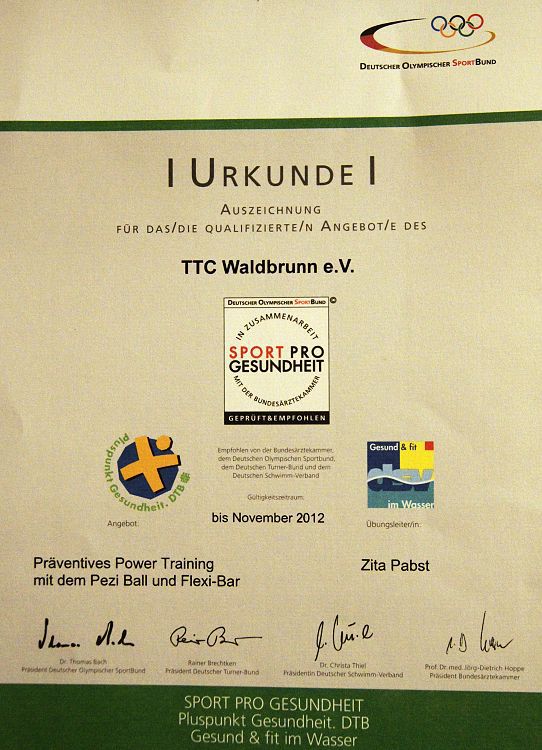 DEUTSCHER OLYMPISCHER SPORTBUND
| URKUNDE |
AUSZEICHNUNG
FÜR DAS/DIE QUALIFIZIERTE/N ANGEBOT/E DES
TTC Waldbrunn e.V.
DEUTSCHER OLYMPISCHER SPORTBUND ©
IN ZUSAMMENARBEIT
SPORT PRO
GESUNDHEIT
MIT DER BUNDESÄRZTEKAMMER
GEPRÜFT&EMPFOHLEN
Pluspunkt
Gesundheit. DTB
Empfohlen von der Bundesärztekammer,
dem Deutschen Olympischen Sportbund,
dem Deutschen Turner-Bund und dem
Deutschen Schwimm-Verband
Gesund & fit
dsv
im Wasser
Gültigkeitszeitraum:
bis November 2012
Angebot:
Übungsleiter/in:
Präventives Power Training
mit dem Pezi Ball und Flexi-Bar
Zita Pabst
Dr. Thomas Bach
Präsident Deutscher Olympischer SportBund
Rainer Brechtken
Präsident Deutscher Turner-Bund
Dr. Christa Thiel
Präsidentin Deutscher Schwimm-Verband
Prof. Dr. med. Jörg-Dietrich Hoppe
Präsident Bundesärztekammer
SPORT PRO GESUNDHEIT
Pluspunkt Gesundheit. DTB
Gesund & fit im Wasser